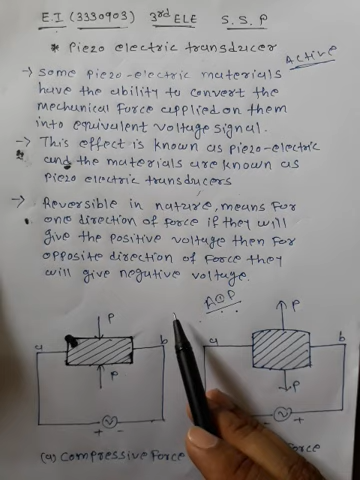 E.I (3330903) 3rd ELE S.S.P
* Piezo electric transducer
Active
→ Some Piezo-electric materials
have the ability to convert the
mechanical Force applied on them
into equivalent voltage signal.
→ This effect is known as Piezo-electric
and the materials are known as
Piezo electric transducers
→ Reversible in nature, means For
one direction of Force if they will
give the positive voltage then For
opposite direction of Force they
will give negative voltage.
P
a b
P
+ -
(a) Compressive Force
P
a b
P
+ -
orce